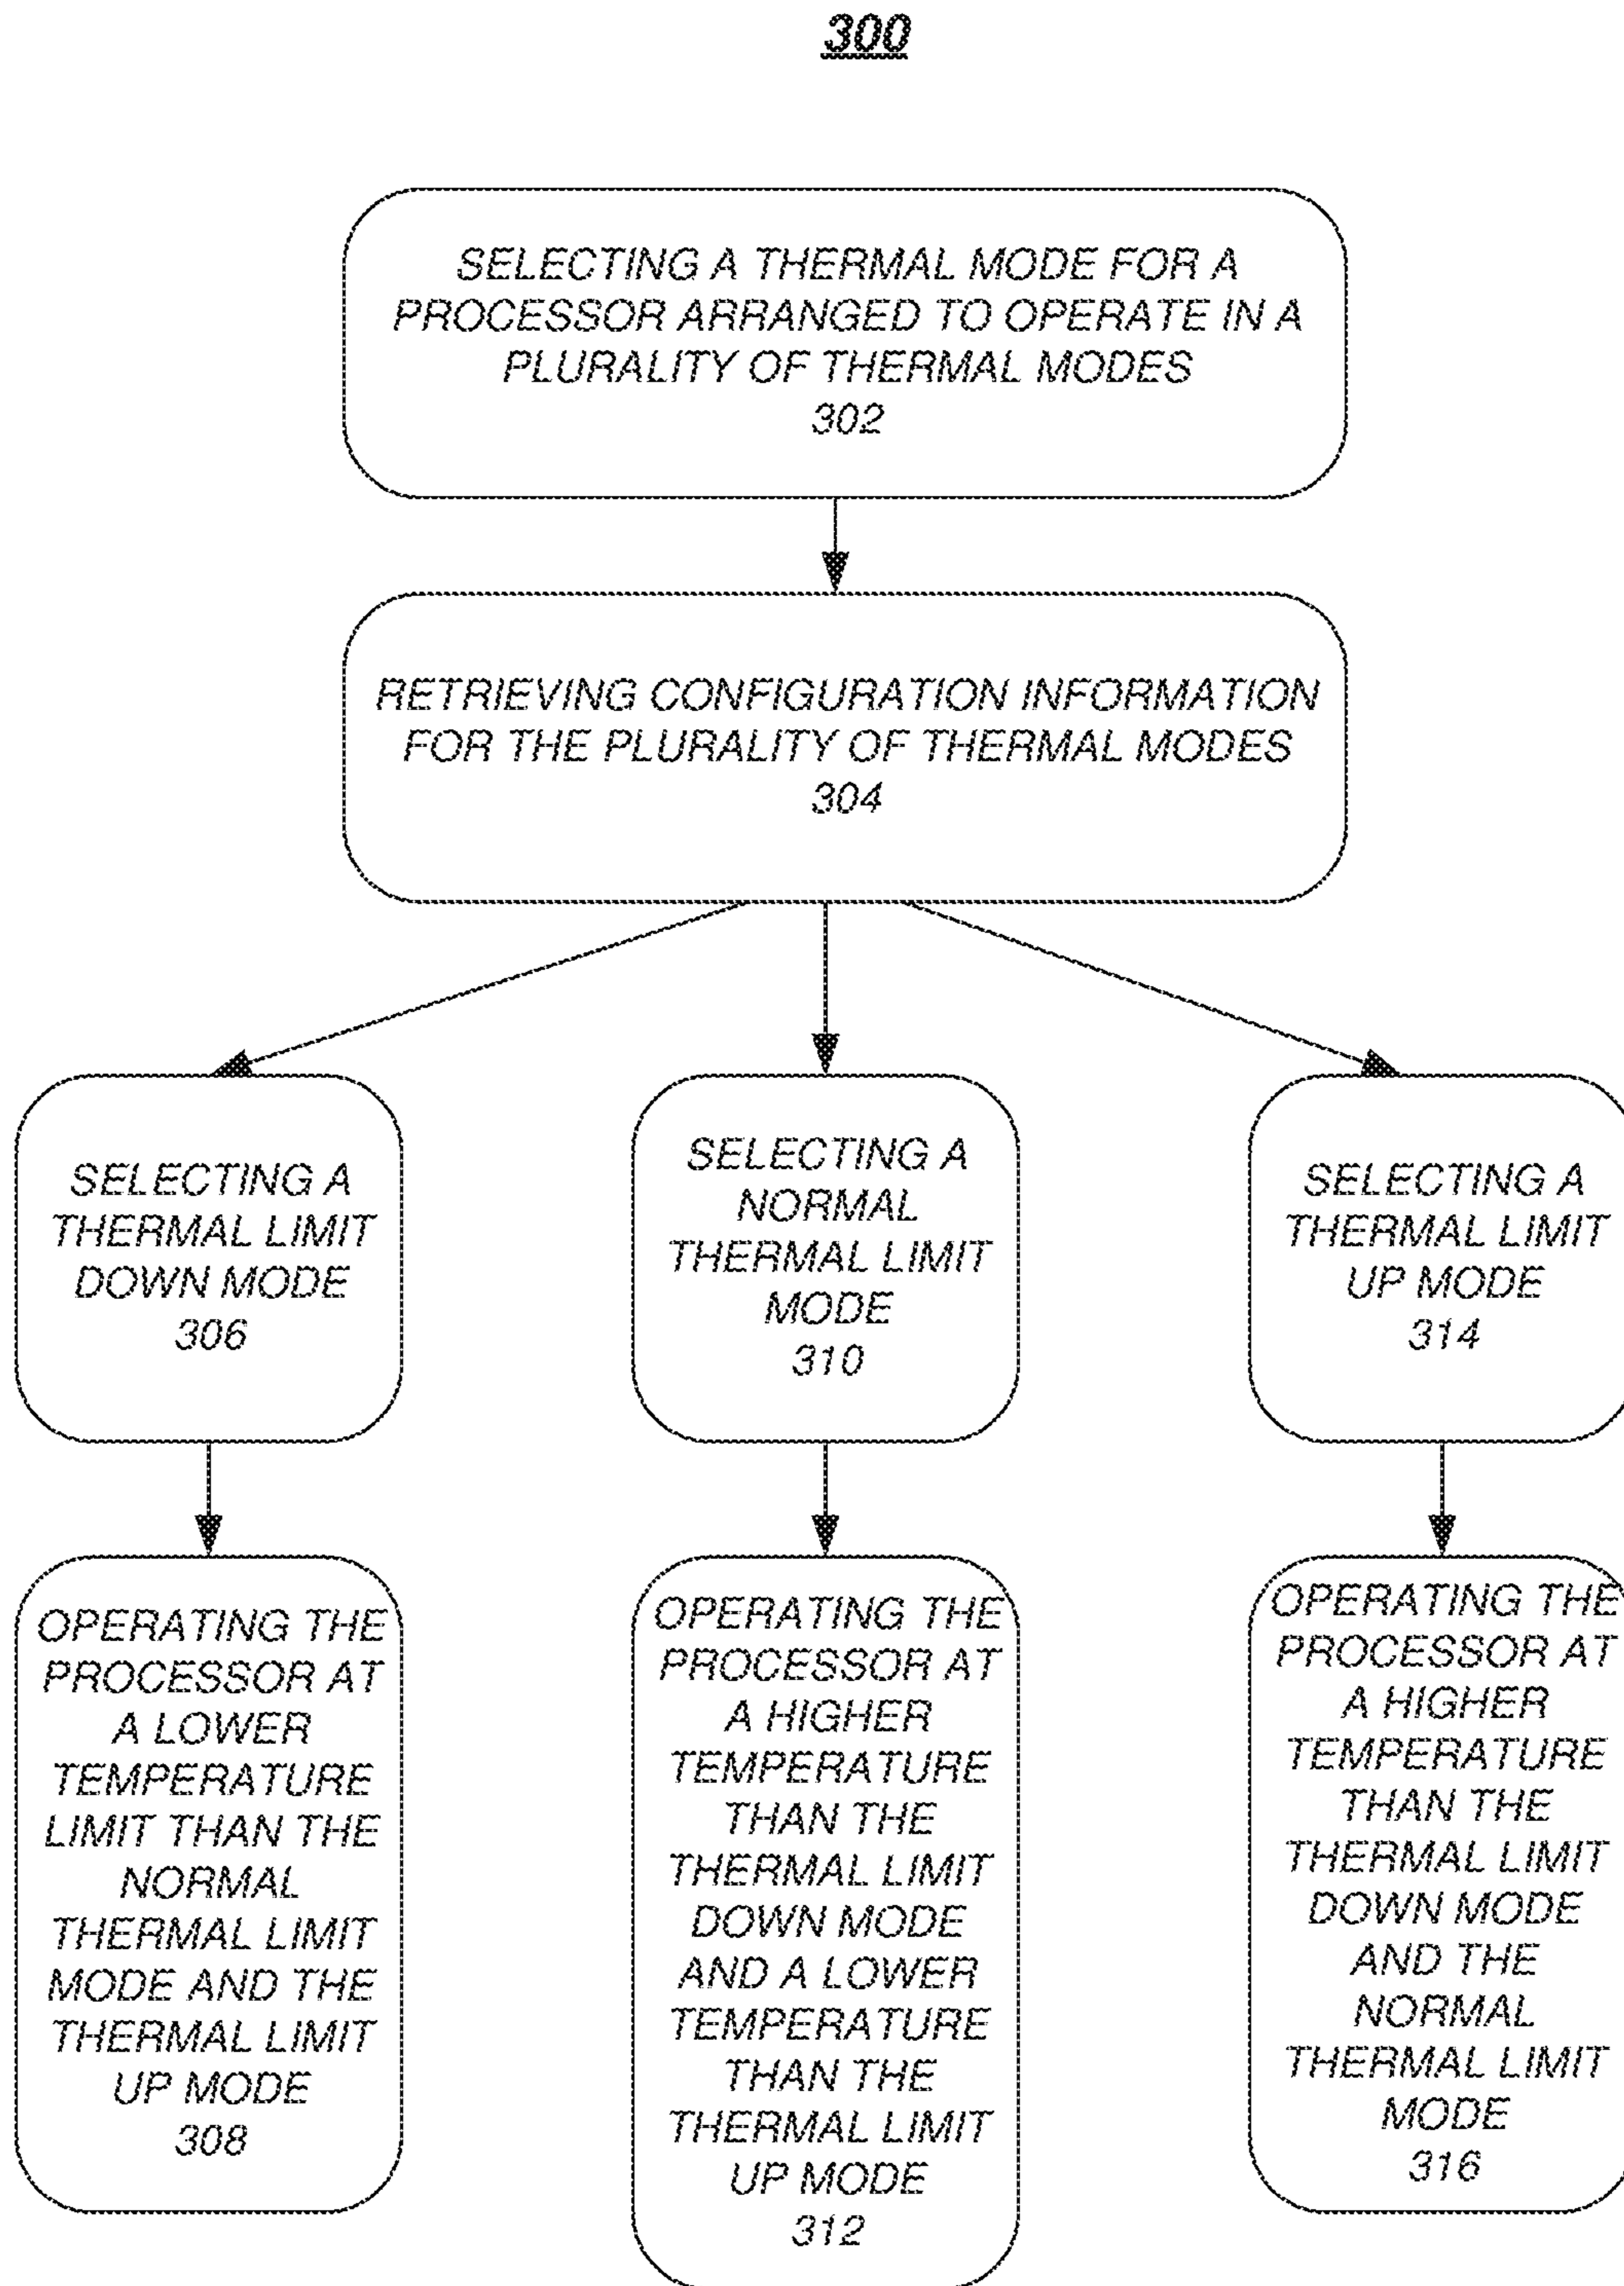 300
SELECTING A THERMAL MODE FOR A
PROCESSOR ARRANGED TO OPERATE IN A
PLURALITY OF THERMAL MODES
302
RETRIEVING CONFIGURATION INFORMATION
FOR THE PLURALITY OF THERMAL MODES
304
SELECTING A
THERMAL LIMIT
DOWN MODE
306
SELECTING A
NORMAL
THERMAL LIMIT
MODE
310
SELECTING A
THERMAL LIMIT
UP MODE
314
OPERATING THE
PROCESSOR AT
A LOWER
TEMPERATURE
LIMIT THAN THE
NORMAL
THERMAL LIMIT
MODE AND THE
THERMAL LIMIT
UP MODE
308
OPERATING THE
PROCESSOR AT
A HIGHER
TEMPERATURE
THAN THE
THERMAL LIMIT
DOWN MODE
AND A LOWER
TEMPERATURE
THAN THE
THERMAL LIMIT
UP MODE
312
OPERATING THE
PROCESSOR AT
A HIGHER
TEMPERATURE
THAN THE
THERMAL LIMIT
DOWN MODE
AND THE
NORMAL
THERMAL LIMIT
MODE
316